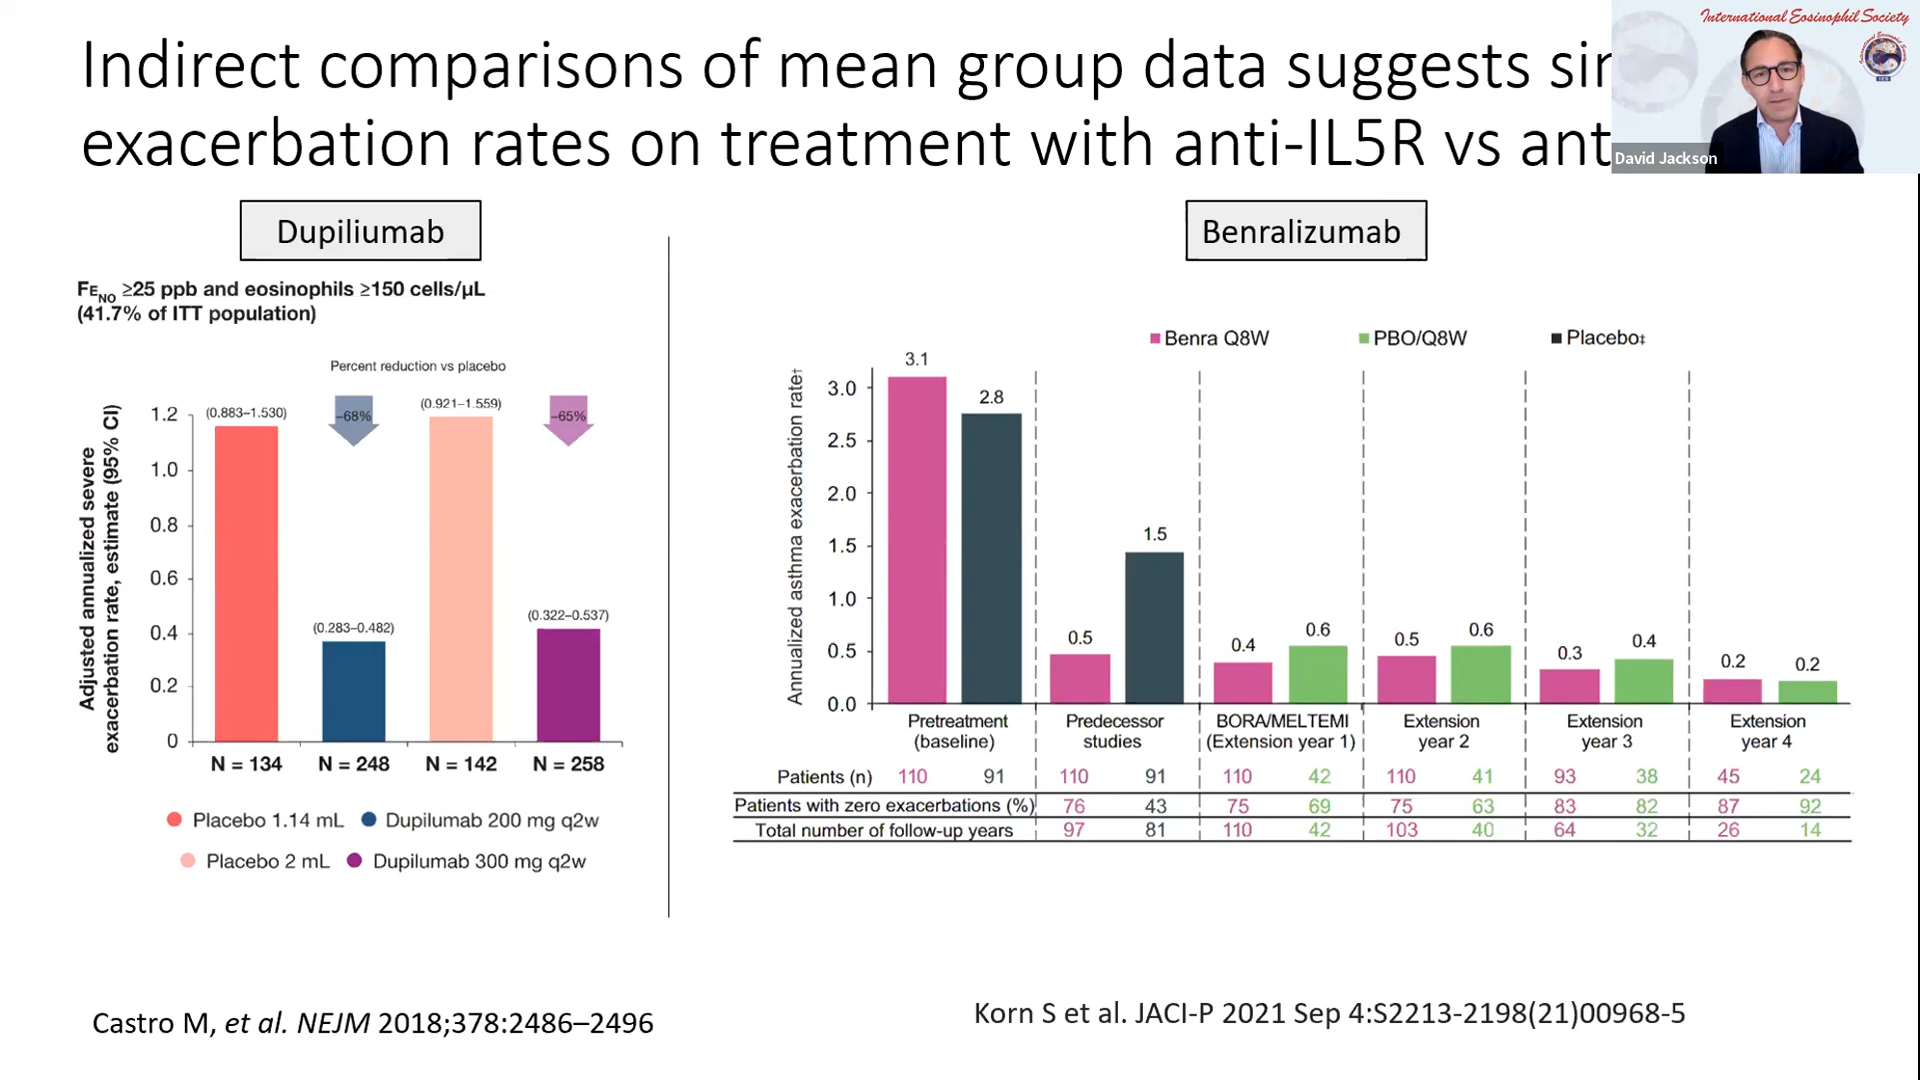 Indirect comparisons of mean group data suggests
exacerbation rates on treatment with anti-IL5R vs
International Eosinophil Society
David Jackson
Dupiliumab
FENO ≥25 ppb and eosinophils ≥150 cells/µL
(41.7% of ITT population)
Percent reduction vs placebo
Adjusted annualized severe
exacerbation rate, estimate (95% CI)
1.2
1.0
0.8
0.6
0.4
0.2
0
(0.883–1.530)
–68%
(0.921–1.559)
–65%
(0.283–0.482)
(0.322–0.537)
N = 134 N = 248 N = 142 N = 258
Placebo 1.14 mL Dupilumab 200 mg q2w
Placebo 2 mL Dupilumab 300 mg q2w
Castro M, et al. NEJM 2018;378:2486–2496
Benralizumab
Benra Q8W PBO/Q8W Placebo‡
Annualized asthma exacerbation rate†
3.0
2.5
2.0
1.5
1.0
0.5
0.0
3.1 2.8
0.5 1.5
0.4 0.6
0.5 0.6
0.3 0.4
0.2 0.2
Pretreatment
(baseline)
Predecessor
studies
BORA/MELTEMI
(Extension year 1)
Extension
year 2
Extension
year 3
Extension
year 4
Patients (n) 110 91 110 91 110 42 110 41 93 38 45 24
Patients with zero exacerbations (%) 76 43 75 69 75 63 83 82 87 92
Total number of follow-up years 97 81 110 42 103 40 64 32 26 14
Korn S et al. JACI-P 2021 Sep 4:S2213-2198(21)00968-5